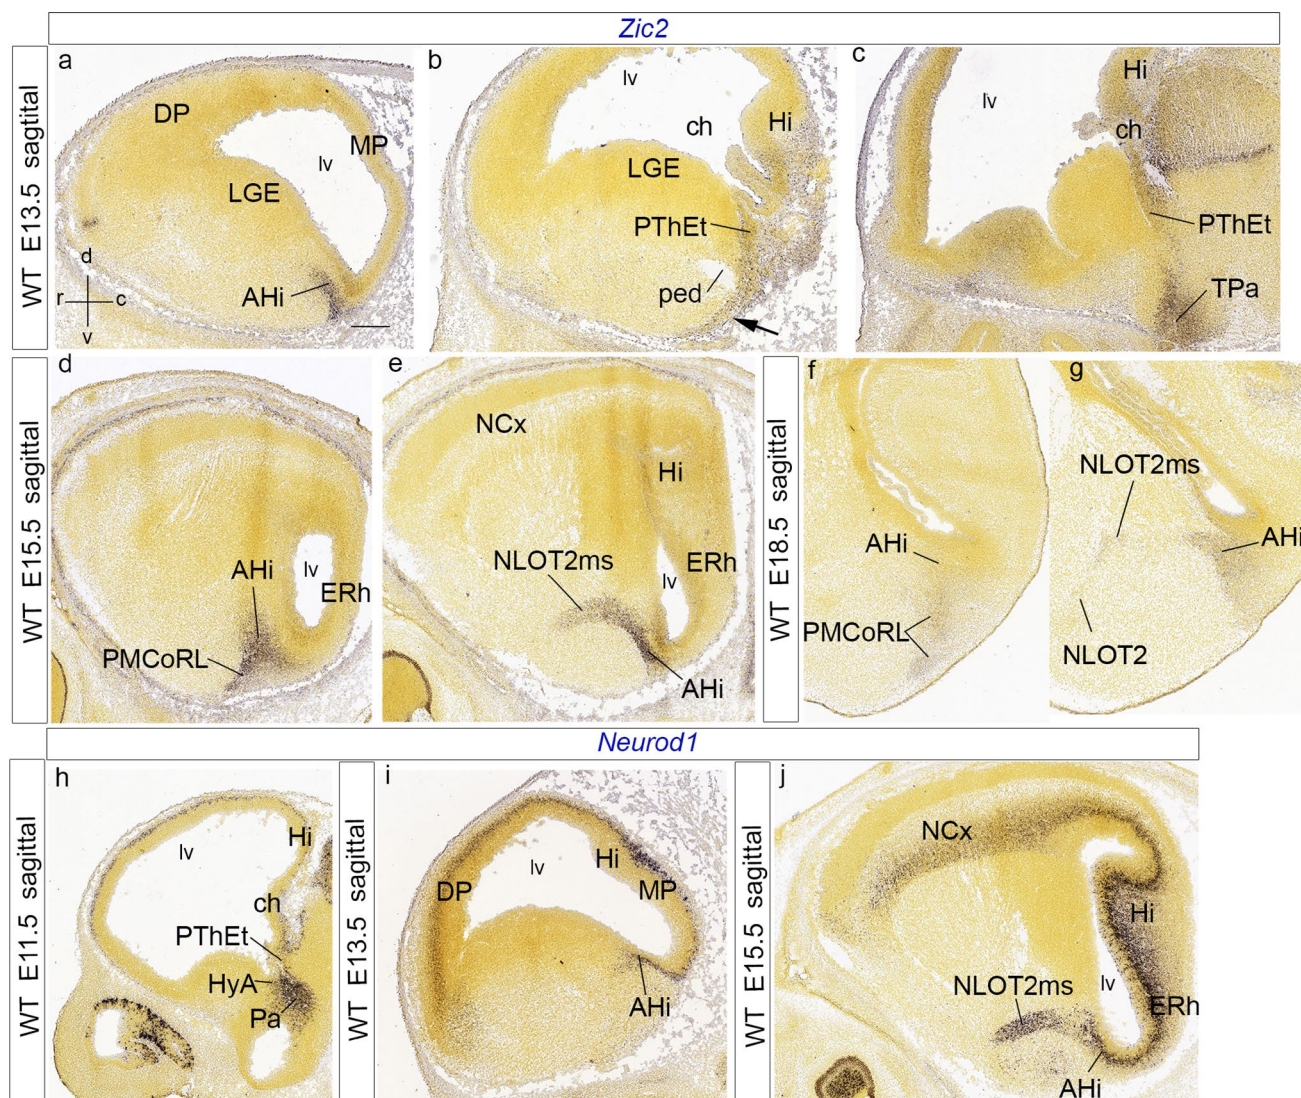 Zic2
WT E13.5 sagtital
a
DP
MP
lv
LGE
AHi
d
r
c
v
b
lv
ch
Hi
LGE
PThEt
ped
c
Hi
lv
ch
PThEt
TPa
WT E15.5 sagittal
d
AHi
lv
ERh
PMCoRL
e
NCx
Hi
NLOT2ms
ERh
lv
AHi
WT E18.5 sagittal
f
AHi
PMCoRL
g
NLOT2ms
AHi
NLOT2
Neurod1
WT E11.5 sagittal
h
Hi
lv
ch
PThEt
HyA
Pa
WT E13.5 sagittal
i
lv
Hi
DP
MP
AHi
WT E15.5 sagittal
j
NCx
Hi
NLOT2ms
lv
ERh
AHi